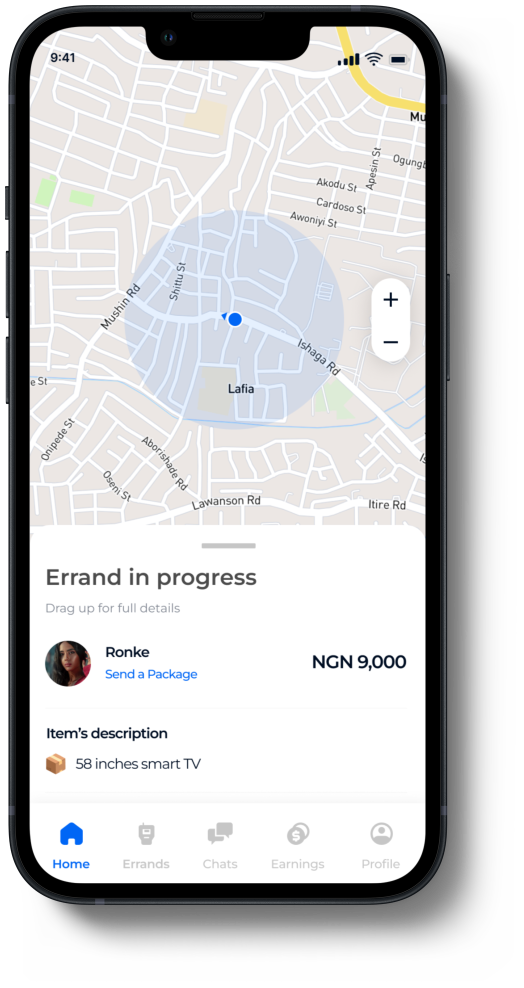 9:41
Mu
Apesin St
Ogungb
Akodu St
Cardoso St
Awoniyi St
Shittu St
Mushin Rd
+
Ishaga Rd
−
e St
Lafia
Onipede St
Aborishade Rd
Is
Oseni St
Lawanson Rd
Itire Rd
Errand in progress
Drag up for full details
Ronke
NGN 9,000
Send a Package
Item's description
58 inches smart TV
Home Errands Chats Earnings Profile